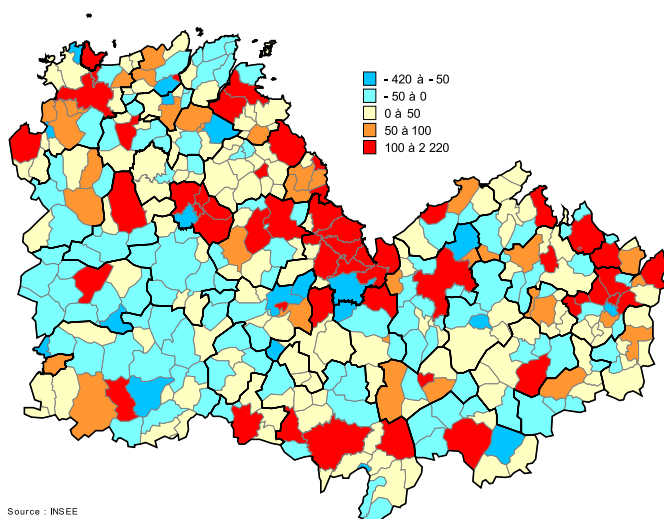 - 420 à - 50
- 50 à 0
0 à 50
50 à 100
100 à 2 220
Source : INSEE